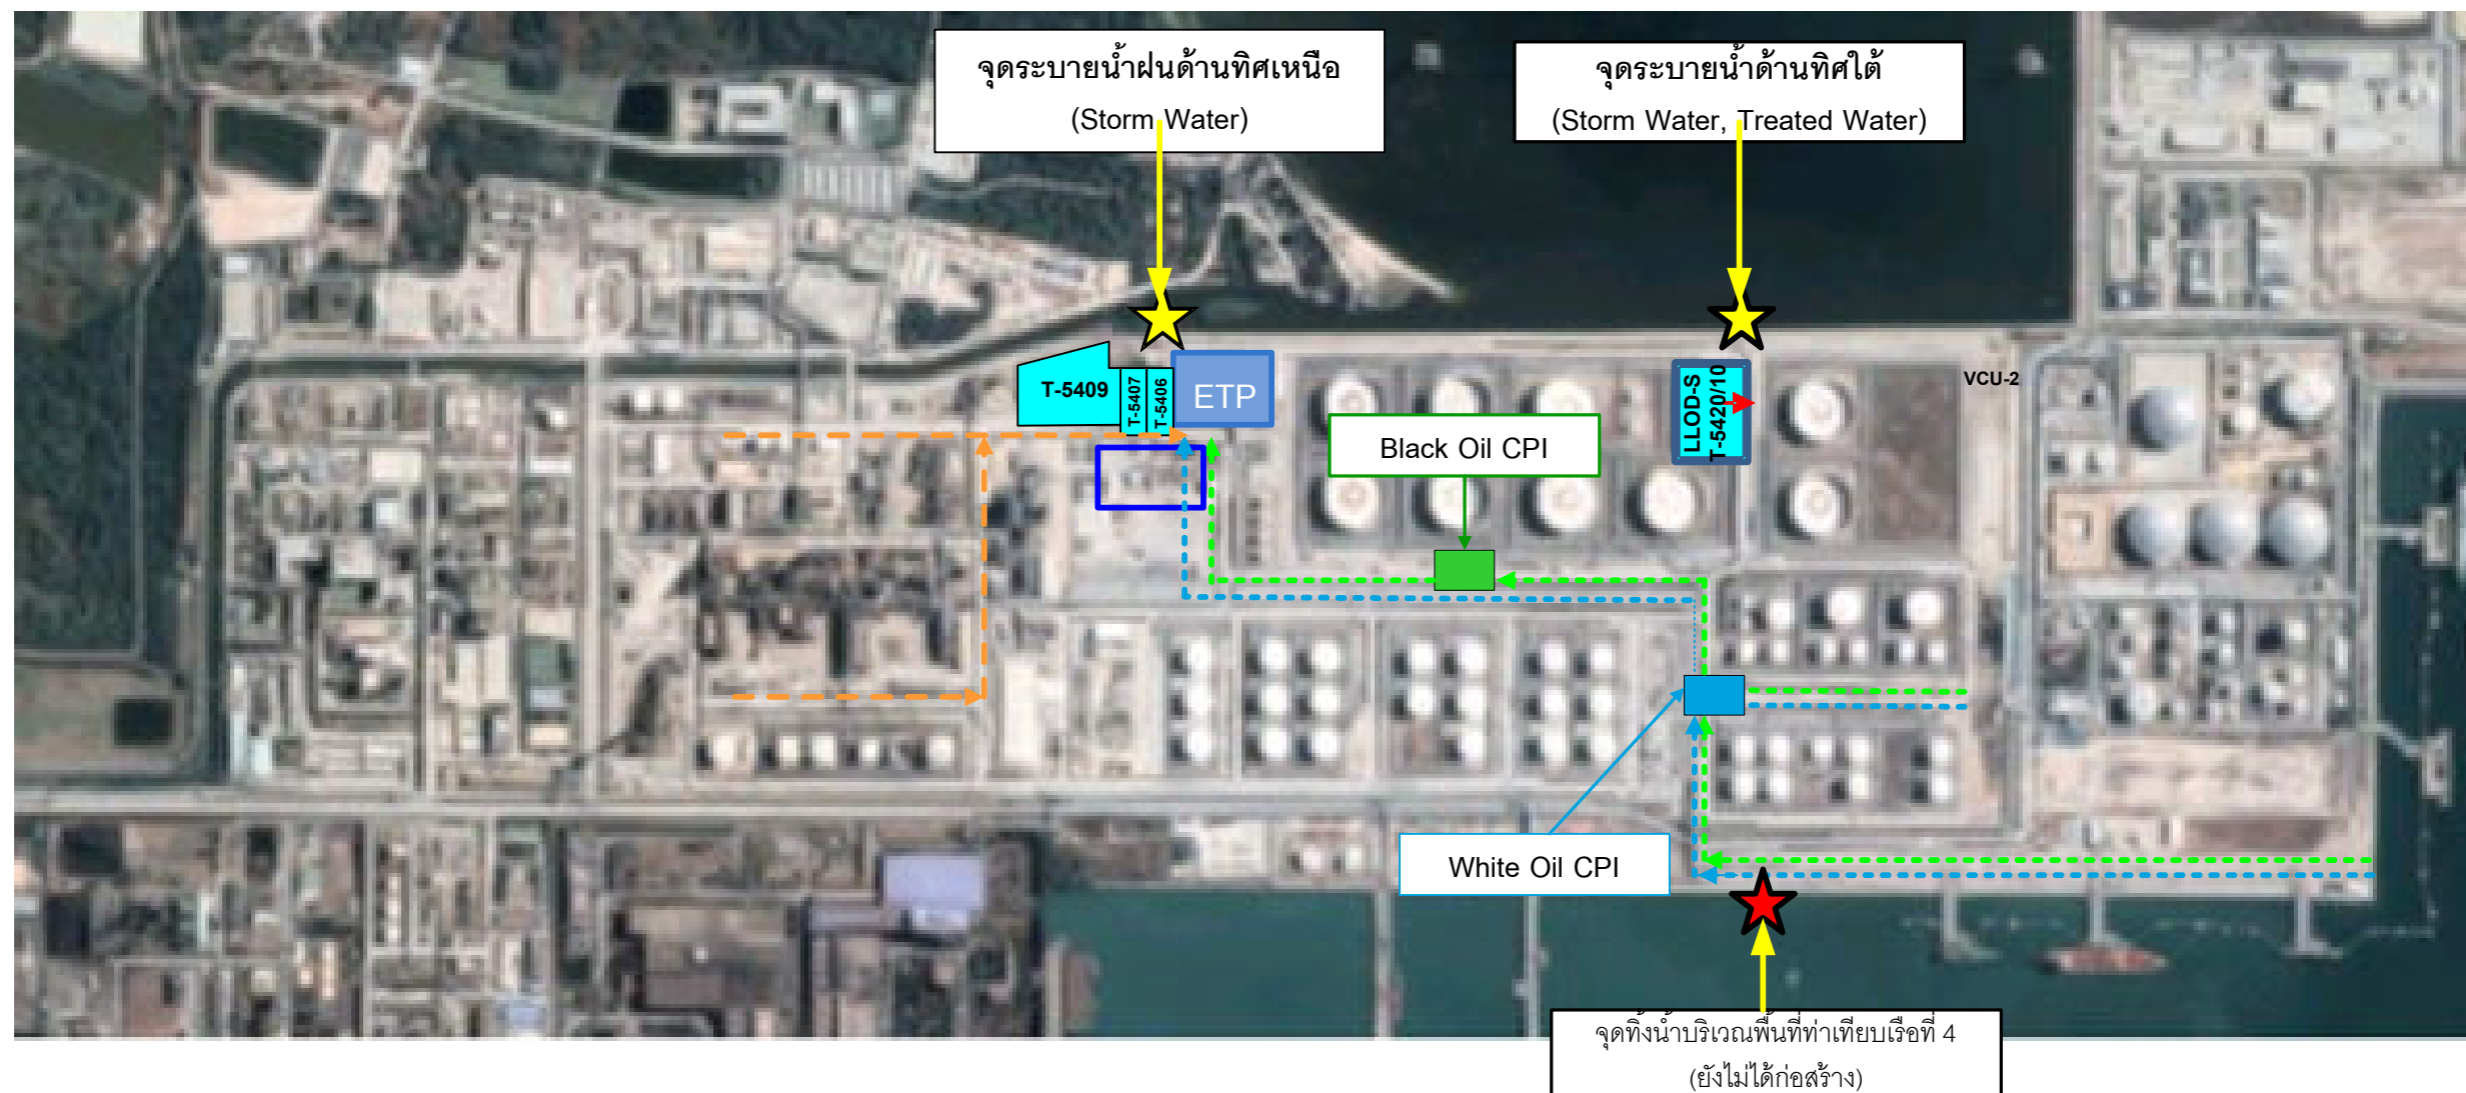 จุดระบายน้ำฝนด้านทิศเหนือ
(Storm Water)
จุดระบายน้ำด้านทิศใต้
(Storm Water, Treated Water)
T-5409
T-5407
T-5406
ETP
LLOD-S
T-5420/10
VCU-2
Black Oil CPI
White Oil CPI
จุดทิ้งน้ำบริเวณพื้นที่ท่าเทียบเรือที่ 4
(ยังไม่ได้ก่อสร้าง)